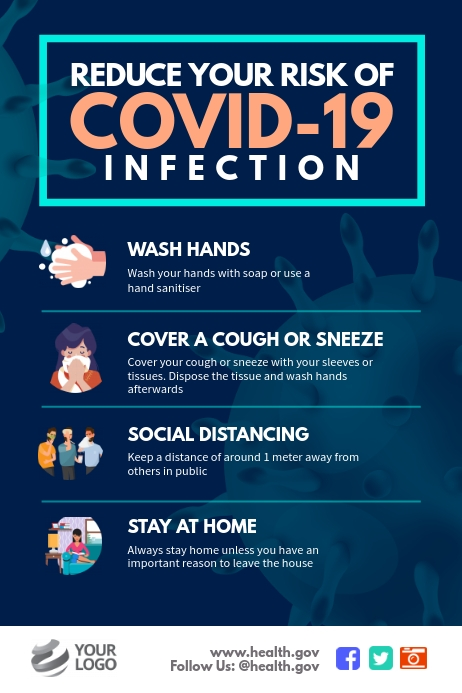 REDUCE YOUR RISK OF
COVID-19
INFECTION
WASH HANDS
Wash your hands with soap or use a
hand sanitiser
COVER A COUGH OR SNEEZE
Cover your cough or sneeze with your sleeves or
tissues. Dispose the tissue and wash hands
afterwards
SOCIAL DISTANCING
Keep a distance of around 1 meter away from
others in public
STAY AT HOME
Always stay home unless you have an
important reason to leave the house
YOUR
LOGO
www.health.gov
Follow Us: @health.gov